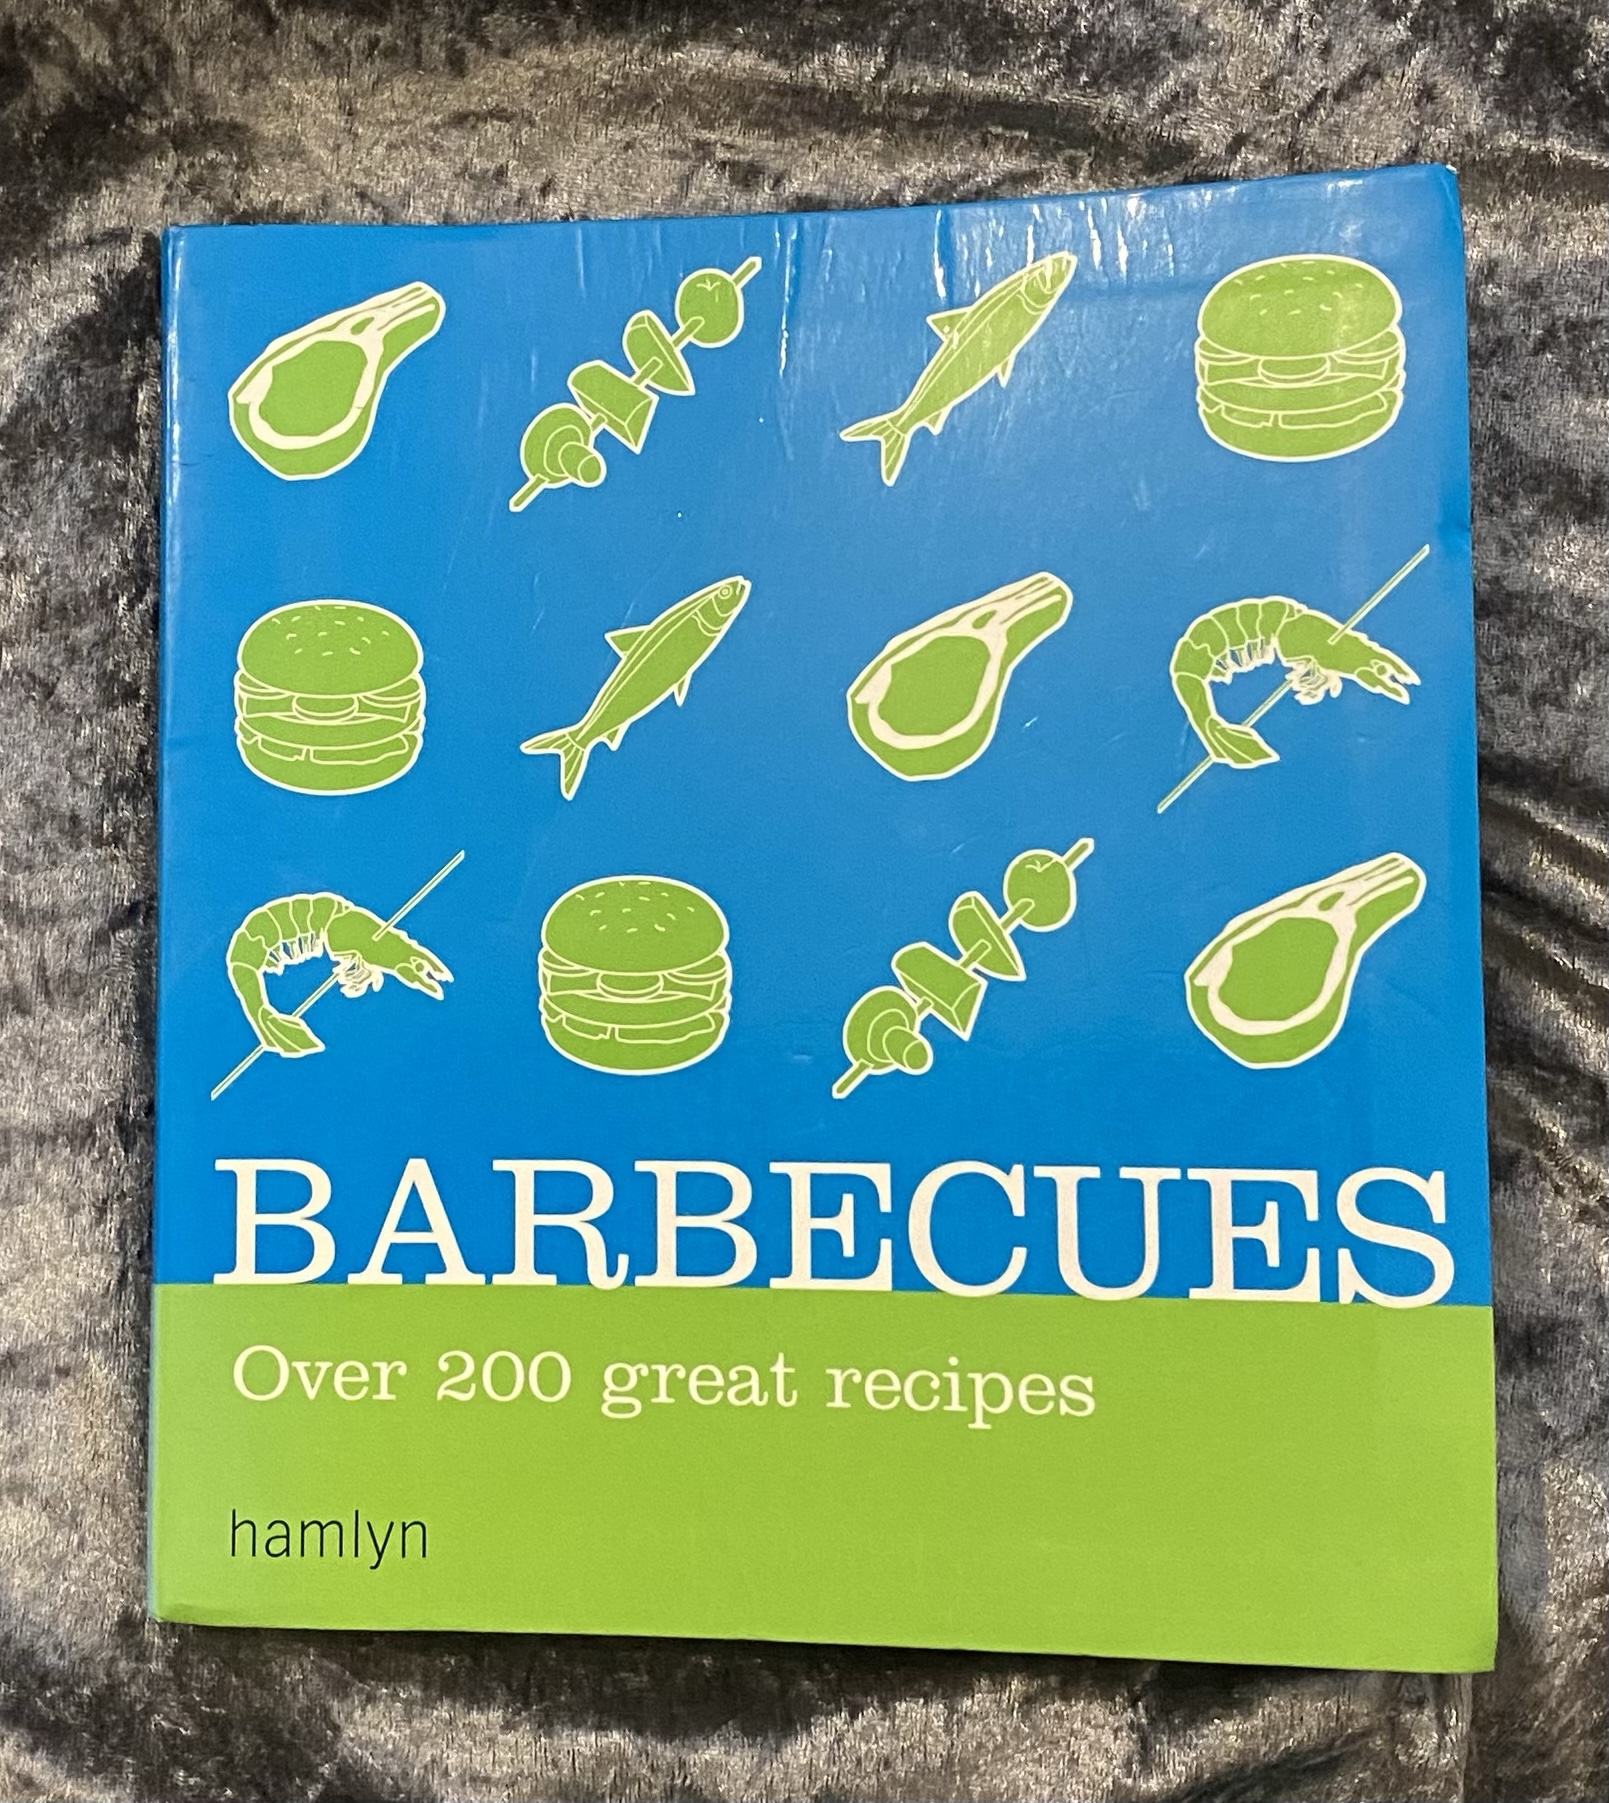 BARBECUES
Over 200 great recipes
hamlyn